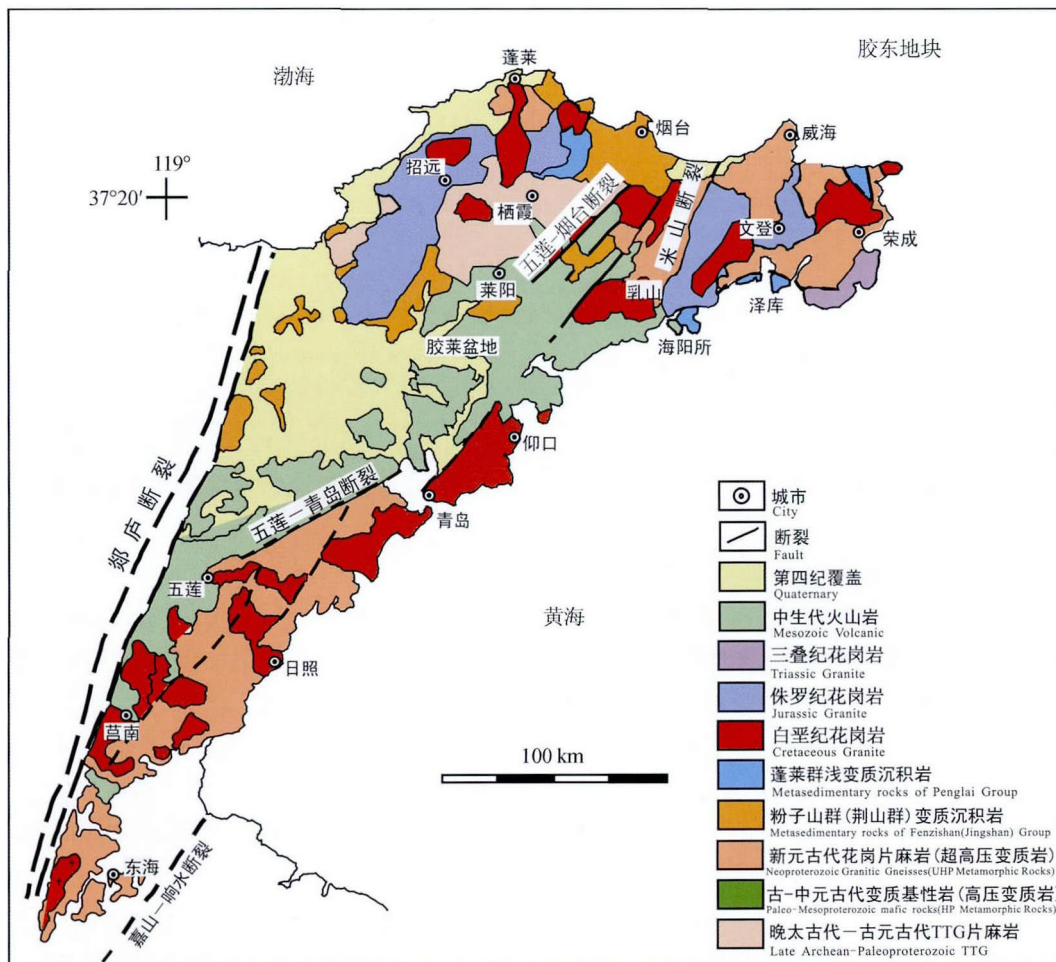 渤海
胶东地块
蓬莱
烟台
威海
119°
37°20′
招远
栖霞
五莲-烟台断裂
米山断裂
文登
荣成
莱阳
乳山
泽库
海阳所
胶莱盆地
仰口
郯庐断裂
五莲—青岛断裂
青岛
五莲
黄海
日照
莒南
100 km
东海
嘉山—响水断裂
城市
City
断裂
Fault
第四纪覆盖
Quaternary
中生代火山岩
Mesozoic Volcanic
三叠纪花岗岩
Triassic Granite
侏罗纪花岗岩
Jurassic Granite
白垩纪花岗岩
Cretaceous Granite
蓬莱群浅变质沉积岩
Metasedimentary rocks of Penglai Group
粉子山群(荆山群)变质沉积岩
Metasedimentary rocks of Fenzishan(Jingshan) Group
新元古代花岗片麻岩(超高压变质岩)
Neoproterozoic Granitic Gneisses(UHP Metamorphic Rocks)
古-中元古代变质基性岩(高压变质岩)
Paleo-Mesoproterozoic mafic rocks(HP Metamorphic Rocks)
晚太古代—古元古代TTG片麻岩
Late Archean-Paleoproterozoic TTG